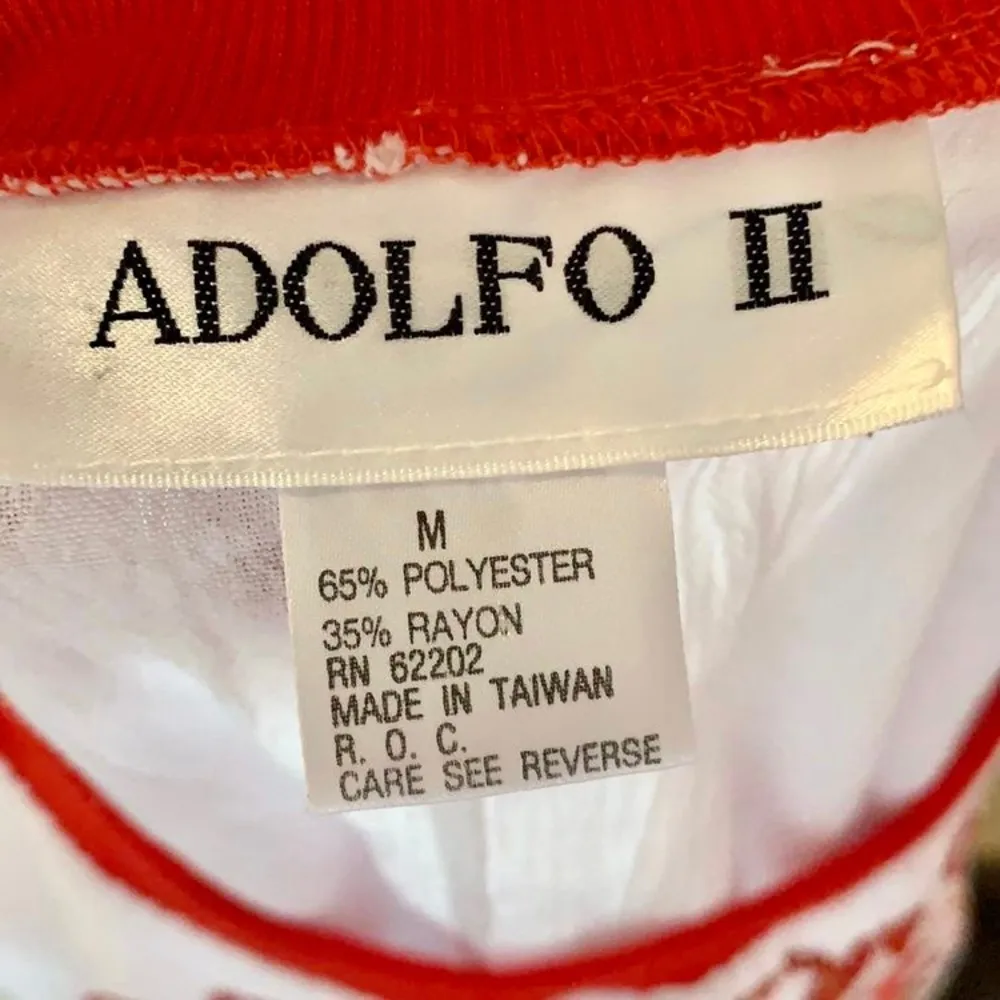 ADOLFO II
M
65% POLYESTER
35% RAYON
RN 62202
MADE IN TAIWAN
R. O. C.
CARE SEE REVERSE